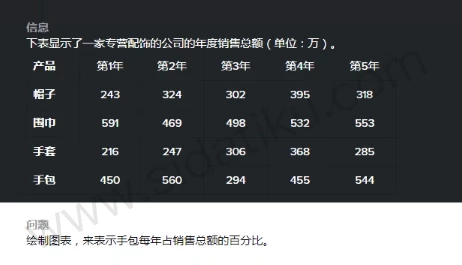 信息
下表显示了一家专营配饰的公司的年度销售总额（单位：万）。
产品 第1年 第2年 第3年 第4年 第5年
帽子 243 324 302 395 318
围巾 591 469 498 532 553
手套 216 247 306 368 285
手包 450 560 294 455 544
问题
绘制图表，来表示手包每年占销售总额的百分比。